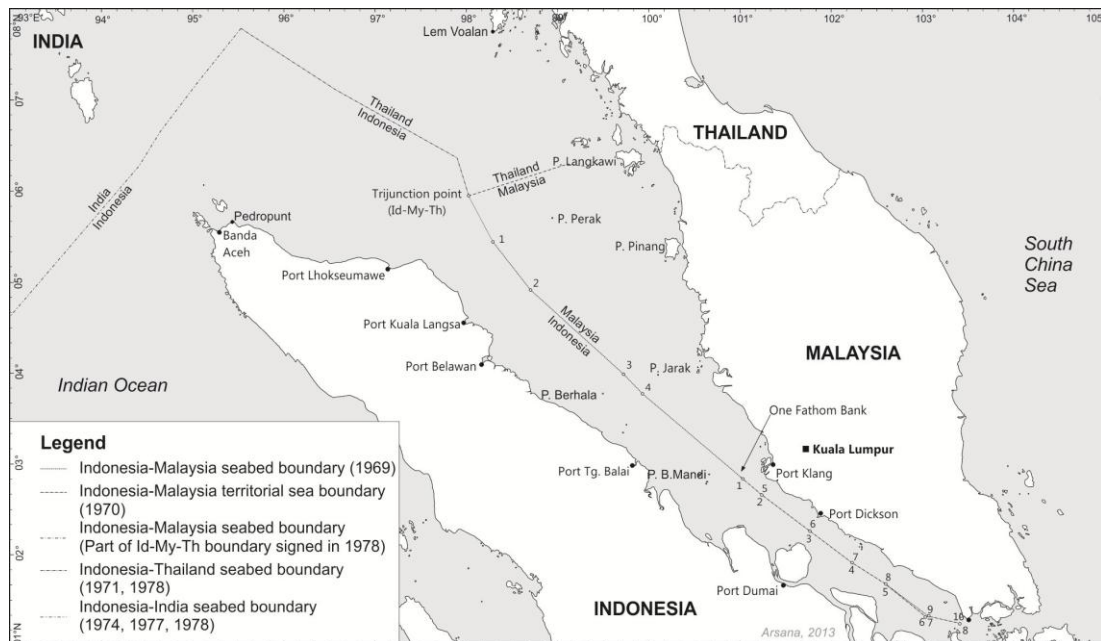 93°E 94° 95° 96° 97° 98° 99° 100° 101° 102° 103° 104° 105
08°N
07°
06°
05°
04°
03°
02°
01°N
INDIA
Lem Voalan
Thailand
Indonesia
THAILAND
P. Langkawi
Thailand
Malaysia
Trijunction point
(Id-My-Th)
India
Indonesia
Pedropunt
Banda
Aceh
P. Perak
P. Pinang
1
South
China
Sea
Port Lhokseumawe
2
Port Kuala Langsa
Malaysia
Indonesia
MALAYSIA
Port Belawan
3
P. Jarak
4
Indian Ocean
P. Berhala
One Fathom Bank
Kuala Lumpur
Port Tg. Balai
P. B.Mandi
Port Klang
1
5
2
Port Dickson
6
3
7
4
Port Dumai
8
5
INDONESIA
9
10
6
7
8
Legend
Indonesia-Malaysia seabed boundary (1969)
Indonesia-Malaysia territorial sea boundary
(1970)
Indonesia-Malaysia seabed boundary
(Part of Id-My-Th boundary signed in 1978)
Indonesia-Thailand seabed boundary
(1971, 1978)
Indonesia-India seabed boundary
(1974, 1977, 1978)
Arsana, 2013